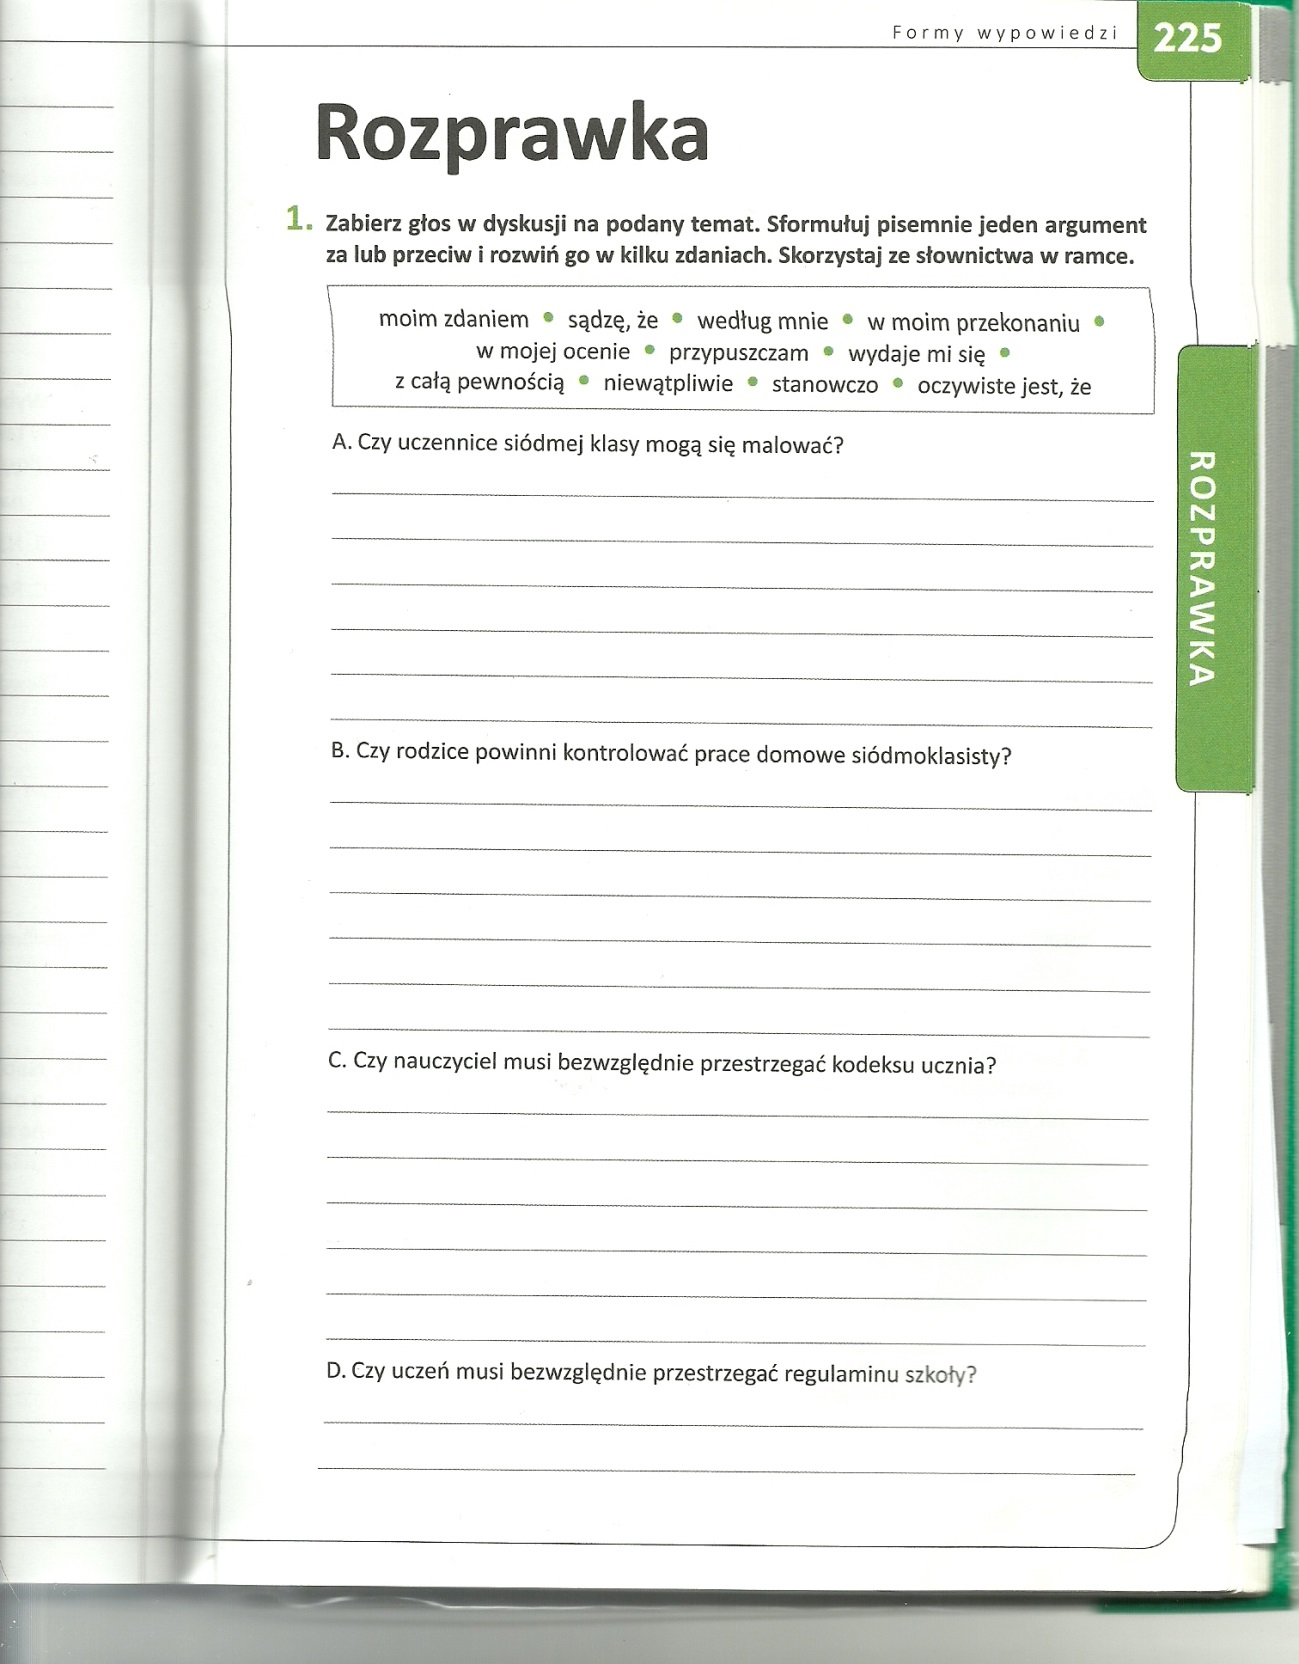 Formy wypowiedzi
225
Rozprawka
1. Zabierz głos w dyskusji na podany temat. Sformułuj pisemnie jeden argument
za lub przeciw i rozwiń go w kilku zdaniach. Skorzystaj ze słownictwa w ramce.
moim zdaniem • sądzę, że • według mnie • w moim przekonaniu •
w mojej ocenie • przypuszczam • wydaje mi się •
z całą pewnością • niewątpliwie • stanowczo • oczywiste jest, że
A. Czy uczennice siódmej klasy mogą się malować?
ROZPRAWKA
B. Czy rodzice powinni kontrolować prace domowe siódmoklasisty?
C. Czy nauczyciel musi bezwzględnie przestrzegać kodeksu ucznia?
D. Czy uczeń musi bezwzględnie przestrzegać regulaminu szkoły?